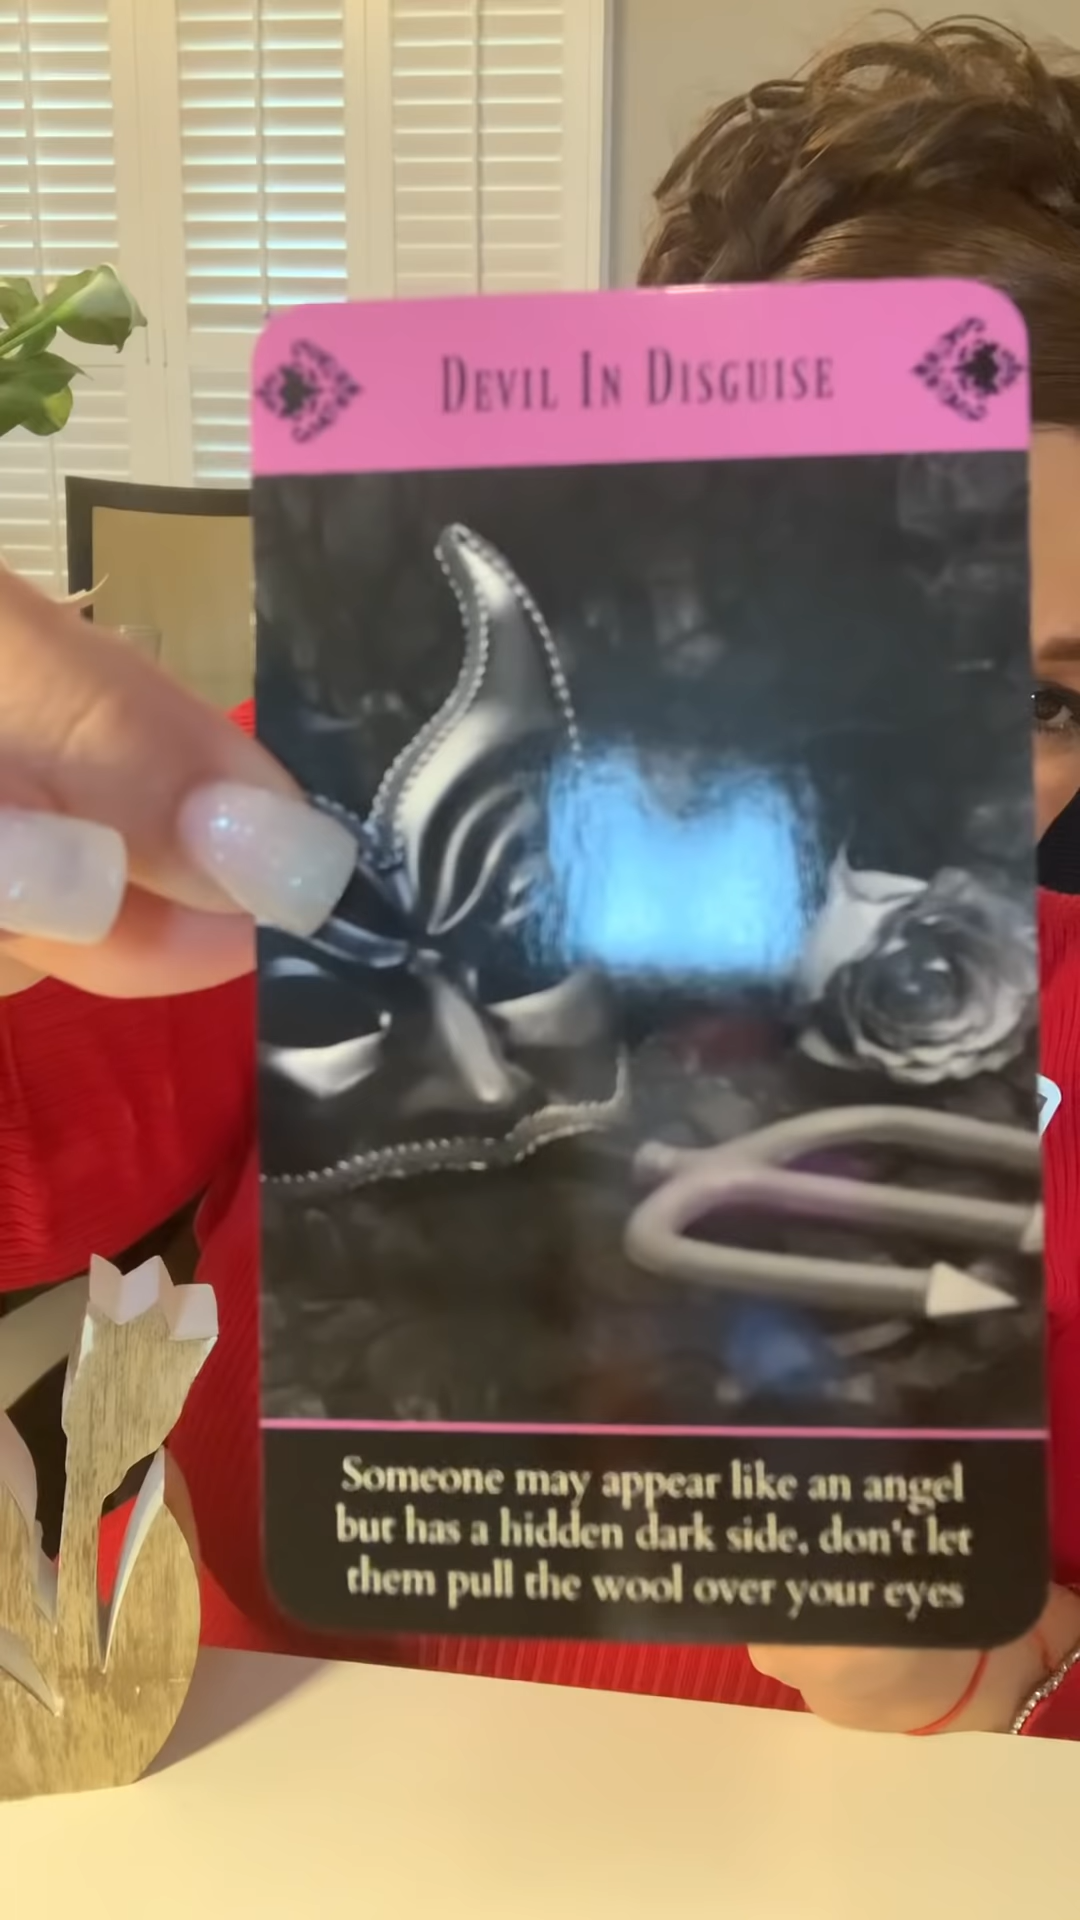 DEVIL IN DISGUISE
Someone may appear like an angel
but has a hidden dark side, don't let
them pull the wool over your eyes